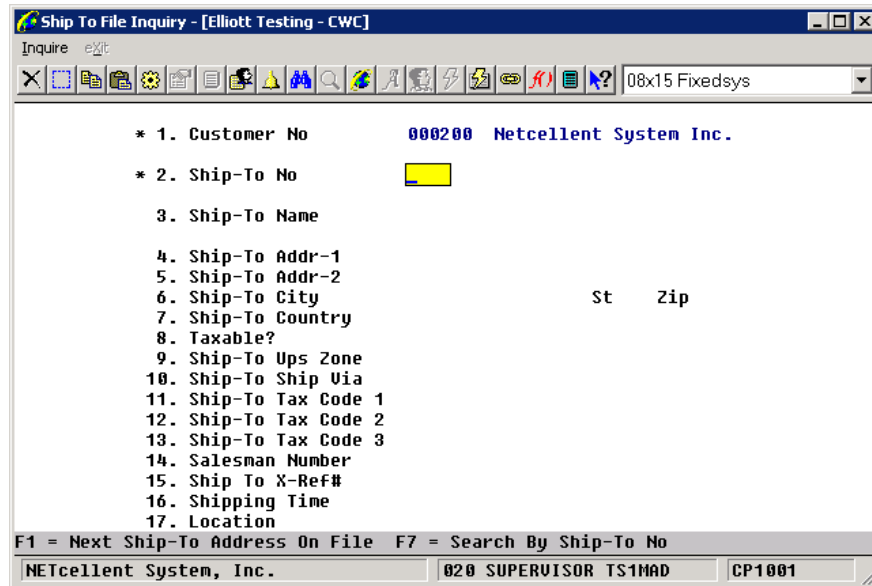 Ship To File Inquiry - [Elliott Testing - CWC]
Inquire eXit
08x15 Fixedsys
* 1. Customer No 000200 Netcellent System Inc.
* 2. Ship-To No
3. Ship-To Name
4. Ship-To Addr-1
5. Ship-To Addr-2
6. Ship-To City St Zip
7. Ship-To Country
8. Taxable?
9. Ship-To Ups Zone
10. Ship-To Ship Via
11. Ship-To Tax Code 1
12. Ship-To Tax Code 2
13. Ship-To Tax Code 3
14. Salesman Number
15. Ship To X-Ref#
16. Shipping Time
17. Location
F1 = Next Ship-To Address On File F7 = Search By Ship-To No
NETcellent System, Inc. 020 SUPERVISOR TS1MAD CP1001